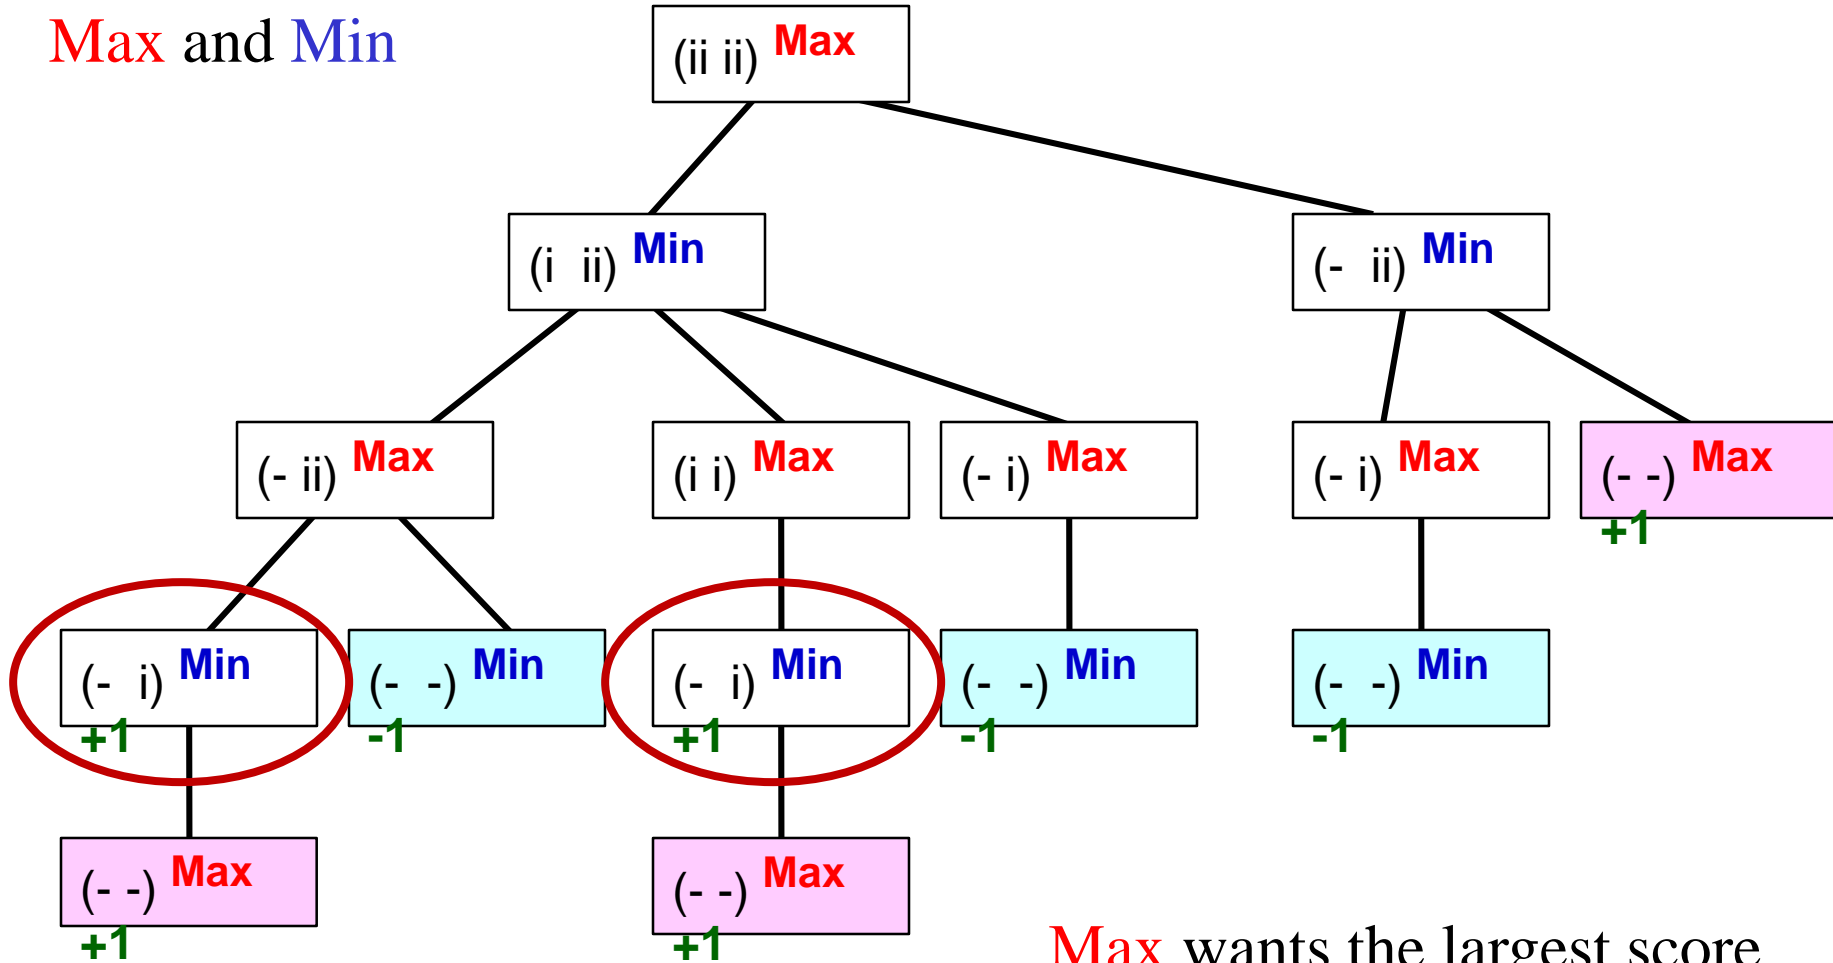 Max and Min
(ii ii) Max
(i ii) Min
(- ii) Min
(- ii) Max
(i i) Max
(- i) Max
(- i) Max
(- -) Max
+1
(- i) Min
+1
(- -) Min
-1
(- i) Min
+1
(- -) Min
-1
(- -) Min
-1
(- -) Max
+1
(- -) Max
+1
Max wants the largest score